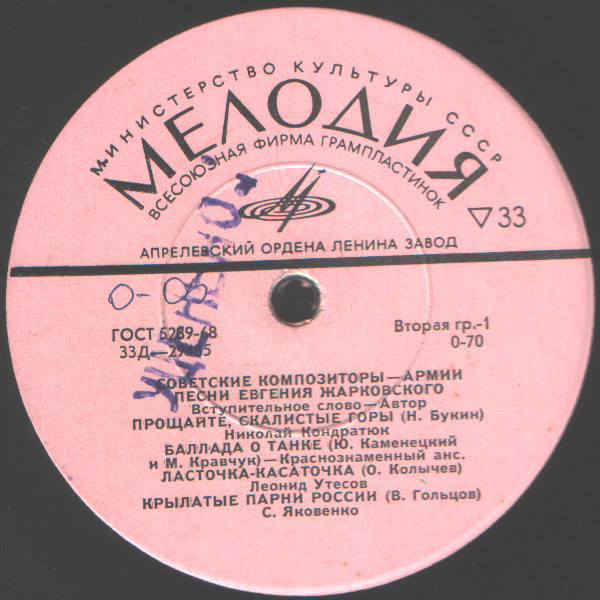 МИНИСТЕРСТВО КУЛЬТУРЫ СССР
МЕЛОДИЯ
ВСЕСОЮЗНАЯ ФИРМА ГРАМПЛАСТИНОК
33
АПРЕЛЕВСКИЙ ОРДЕНА ЛЕНИНА ЗАВОД
ГОСТ 5289-68
Вторая гр.-1
0-70
СОВЕТСКИЕ КОМПОЗИТОРЫ—АРМИИ
ПЕСНИ ЕВГЕНИЯ ЖАРКОВСКОГО
Вступительное слово—Автор
ПРОЩАЙТЕ, СКАЛИСТЫЕ ГОРЫ (Н. Букин)
Николай Кондратюк
БАЛЛАДА О ТАНКЕ (Ю. Каменецкий
и М. Кравчук)—Краснознаменный анс.
ЛАСТОЧКА-КАСАТОЧКА (О. Колычев)
Леонид Утесов
КРЫЛАТЫЕ ПАРНИ РОССИИ (В. Гольцов)
С. Яковенко